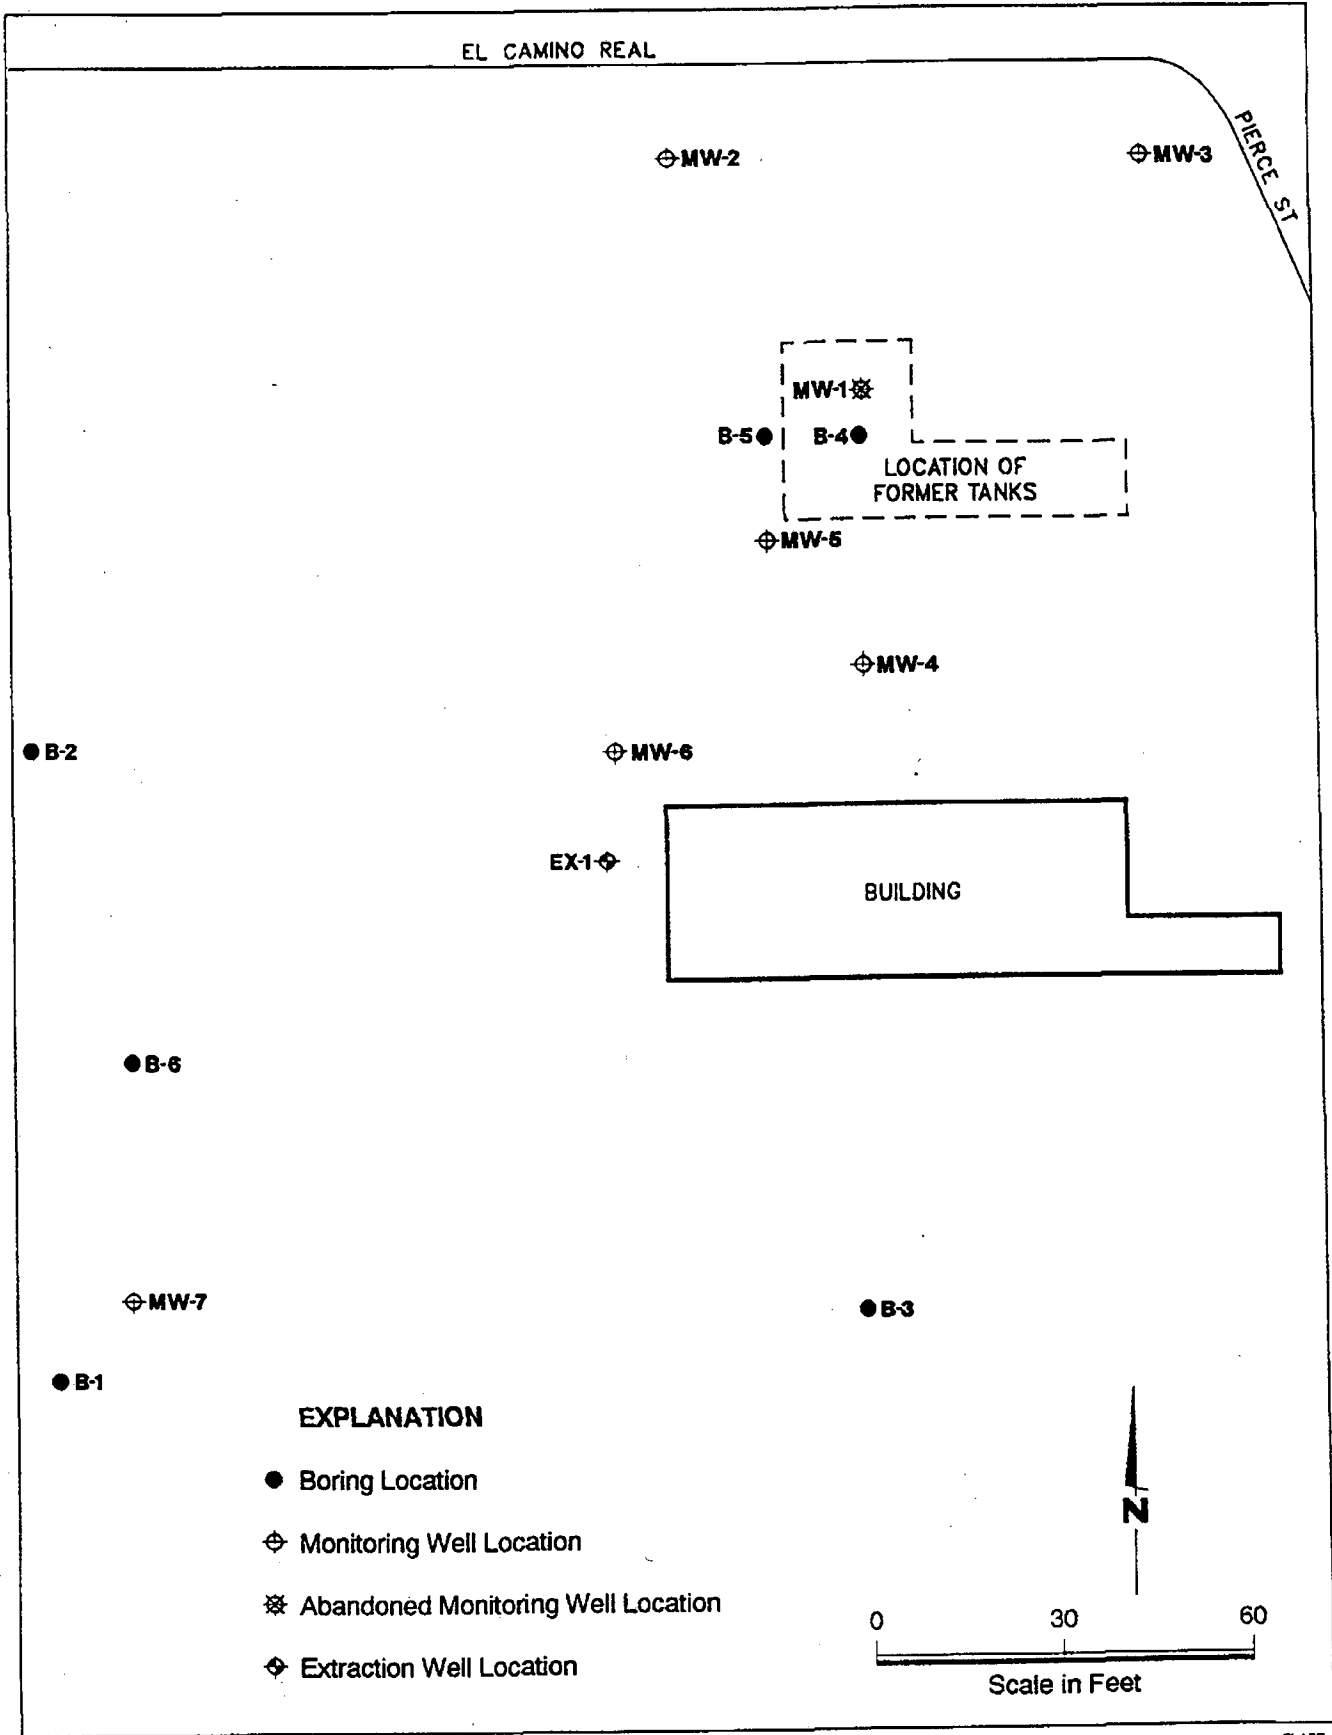 EL CAMINO REAL
PIERCE ST
MW-2
MW-3
MW-1
B-5
B-4
LOCATION OF
FORMER TANKS
MW-5
MW-4
B-2
MW-6
EX-1
BUILDING
B-6
MW-7
B-3
B-1
EXPLANATION
Boring Location
Monitoring Well Location
Abandoned Monitoring Well Location
Extraction Well Location
N
0 30 60
Scale in Feet